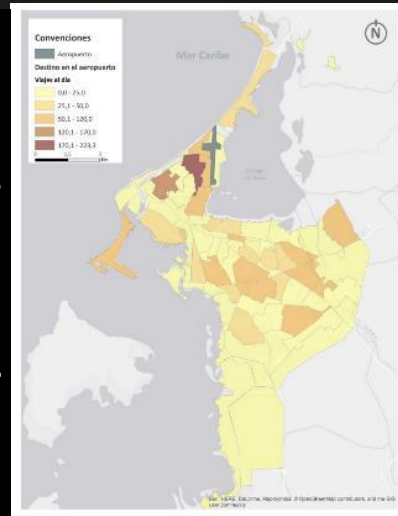 Convenciones
Aeropuerto
Destino en el aeropuerto
Viajes al día
0,0 - 25,0
25,1 - 50,0
50,1 - 120,0
120,1 - 170,0
170,1 - 223,3
Mar Caribe
N